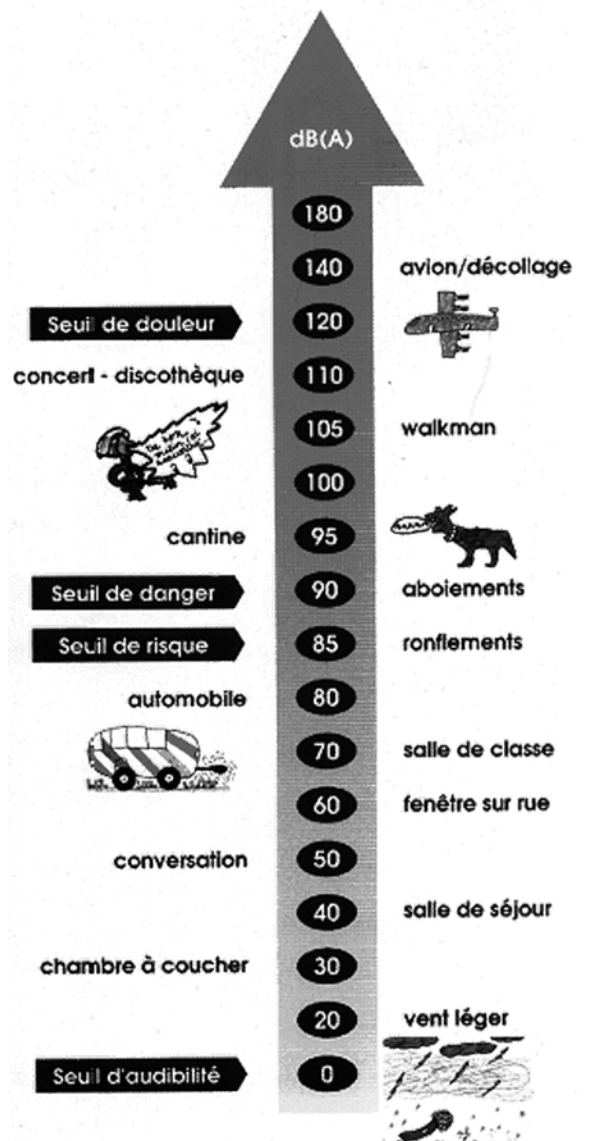 dB(A)
180
140 avion/décollage
Seuil de douleur 120
concert - discothèque 110
105 walkman
100
cantine 95
Seuil de danger 90 aboiements
Seuil de risque 85 ronflements
automobile 80
70 salle de classe
60 fenêtre sur rue
conversation 50
40 salle de séjour
chambre à coucher 30
20 vent léger
Seuil d'audibilité 0